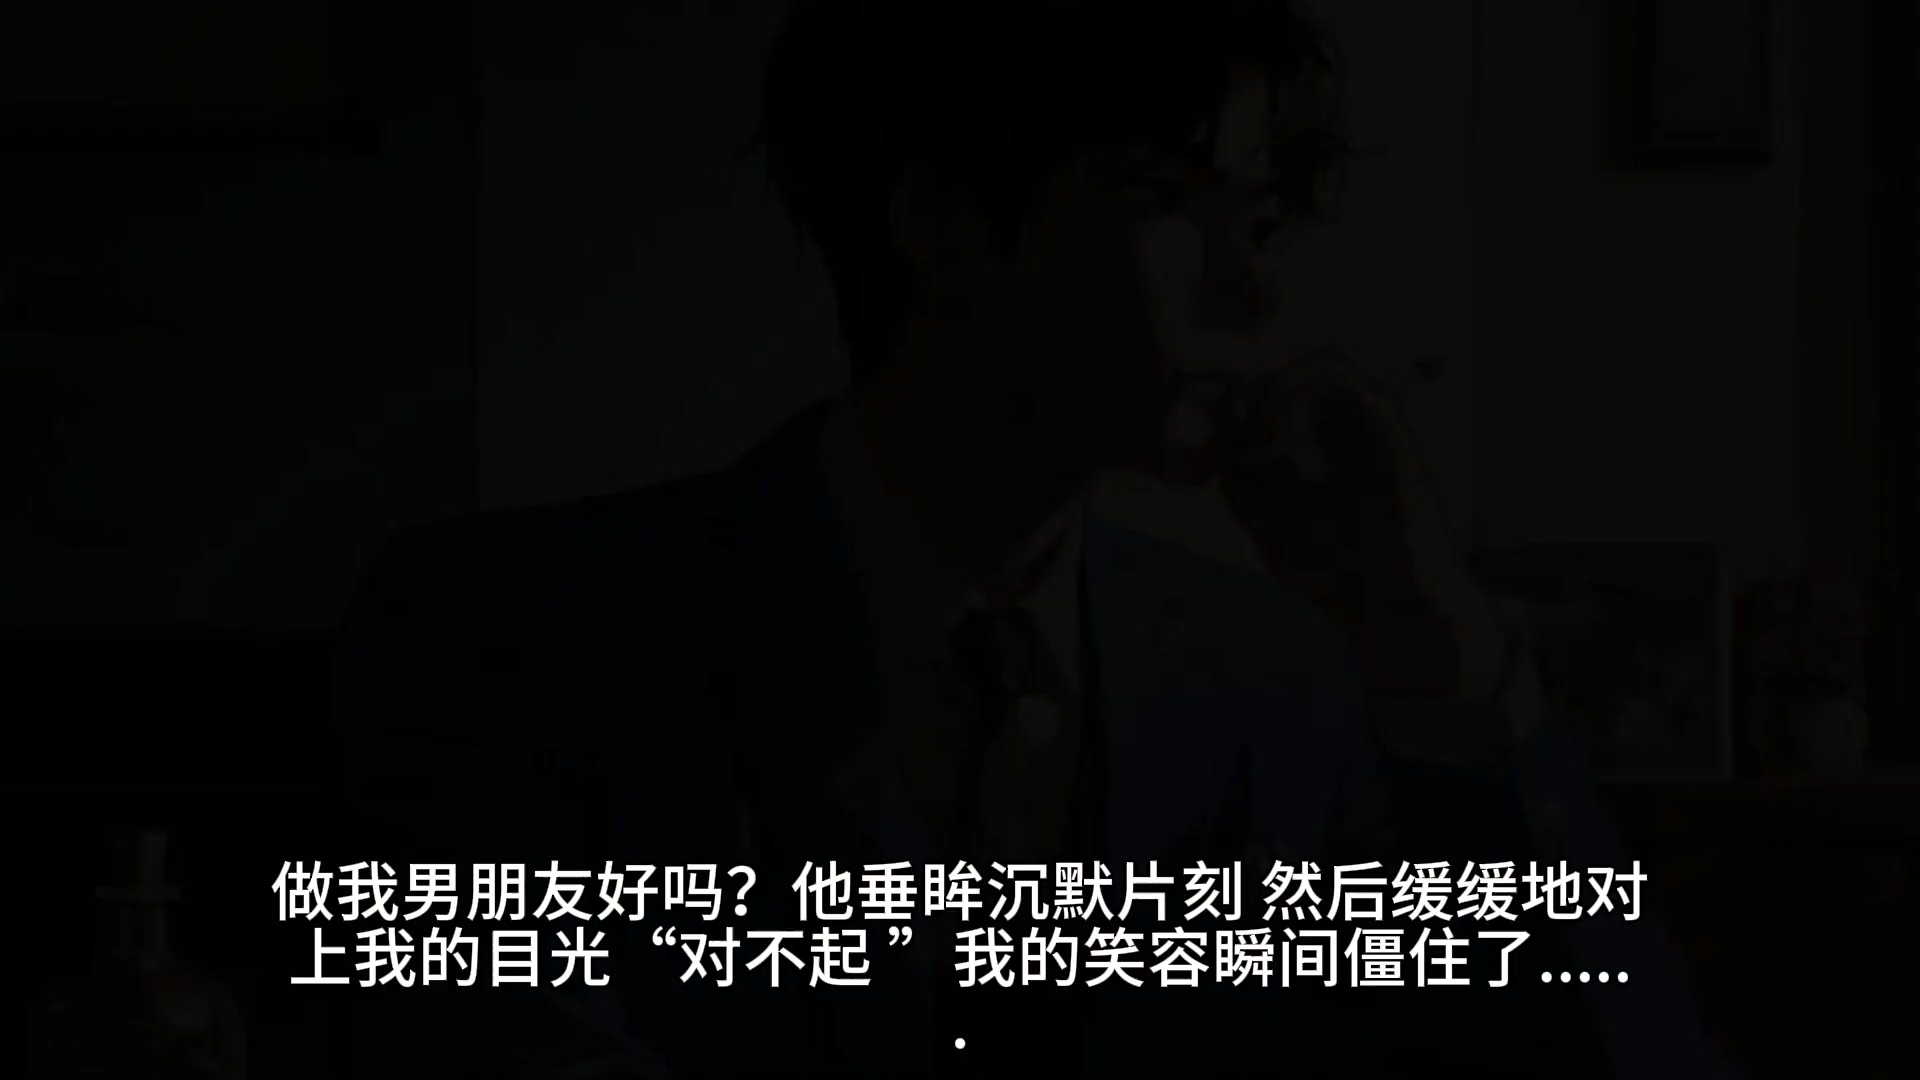 做我男朋友好吗？他垂眸沉默片刻 然后缓缓地对
上我的目光“对不起”我的笑容瞬间僵住了.....
.